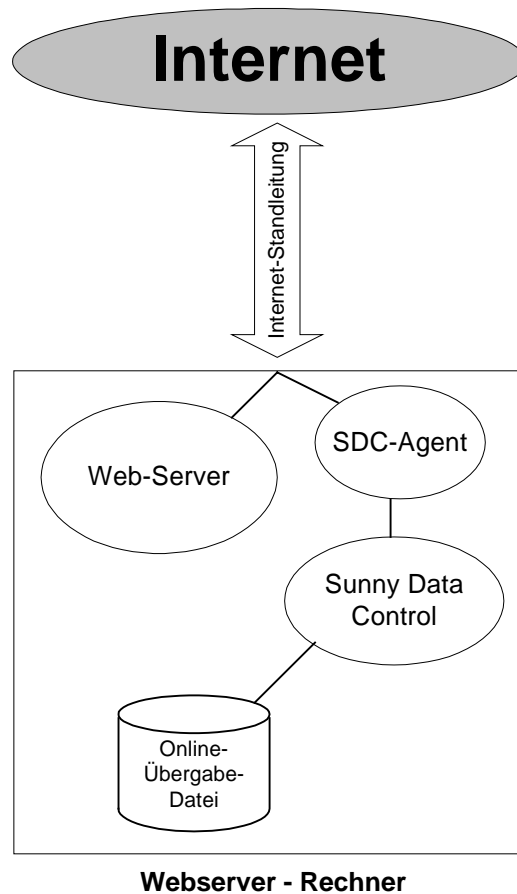 Internet
Internet-Standleitung
Web-Server
SDC-Agent
Sunny Data
Control
Online-
Übergabe-
Datei
Webserver - Rechner